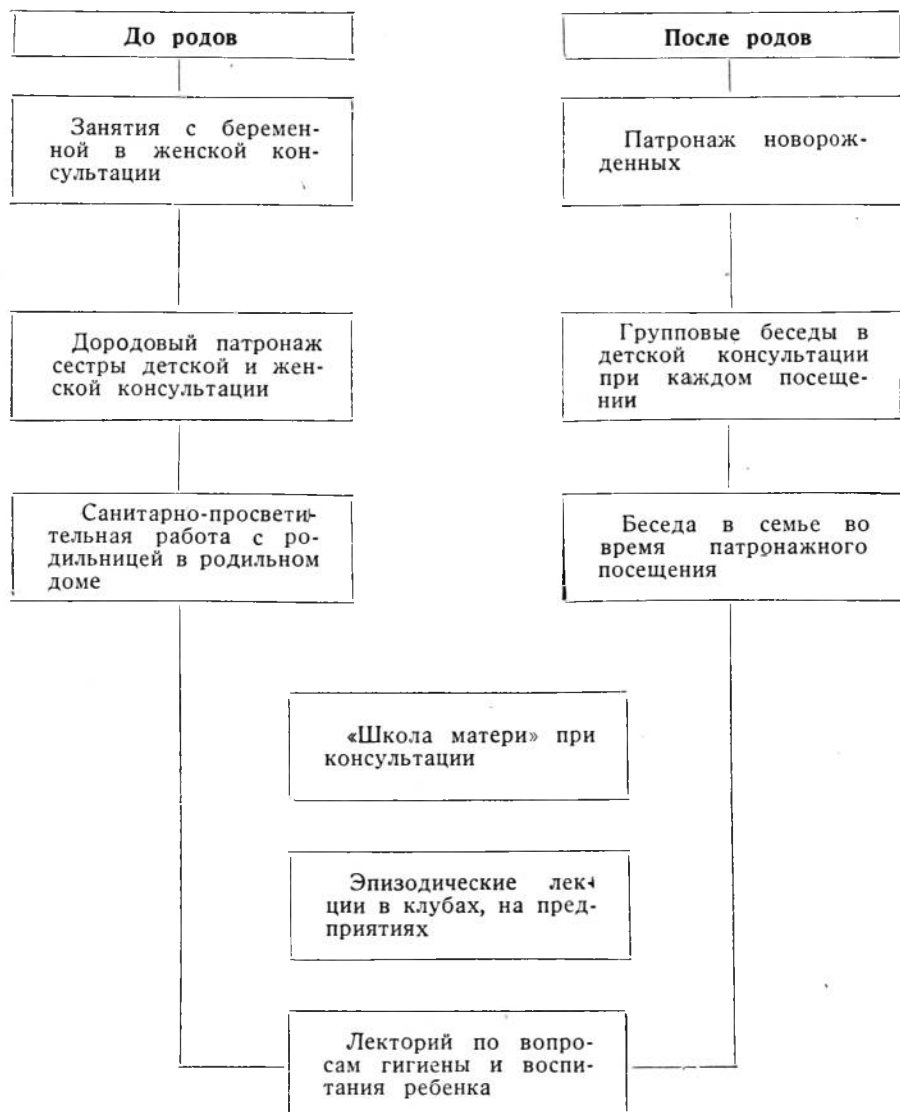 До родов
После родов
Занятия с беремен-
ной в женской кон-
сультации
Патронаж новорож-
денных
Дородовый патронаж
сестры детской и жен-
ской консультации
Групповые беседы в
детской консультации
при каждом посеще-
нии
Санитарно-просвети-
тельная работа с ро-
дильницей в родильном
доме
Беседа в семье во
время патронажного
посещения
«Школа матери» при
консультации
Эпизодические лек-
ции в клубах, на пред-
приятиях
Лекторий по вопро-
сам гигиены и воспи-
тания ребенка